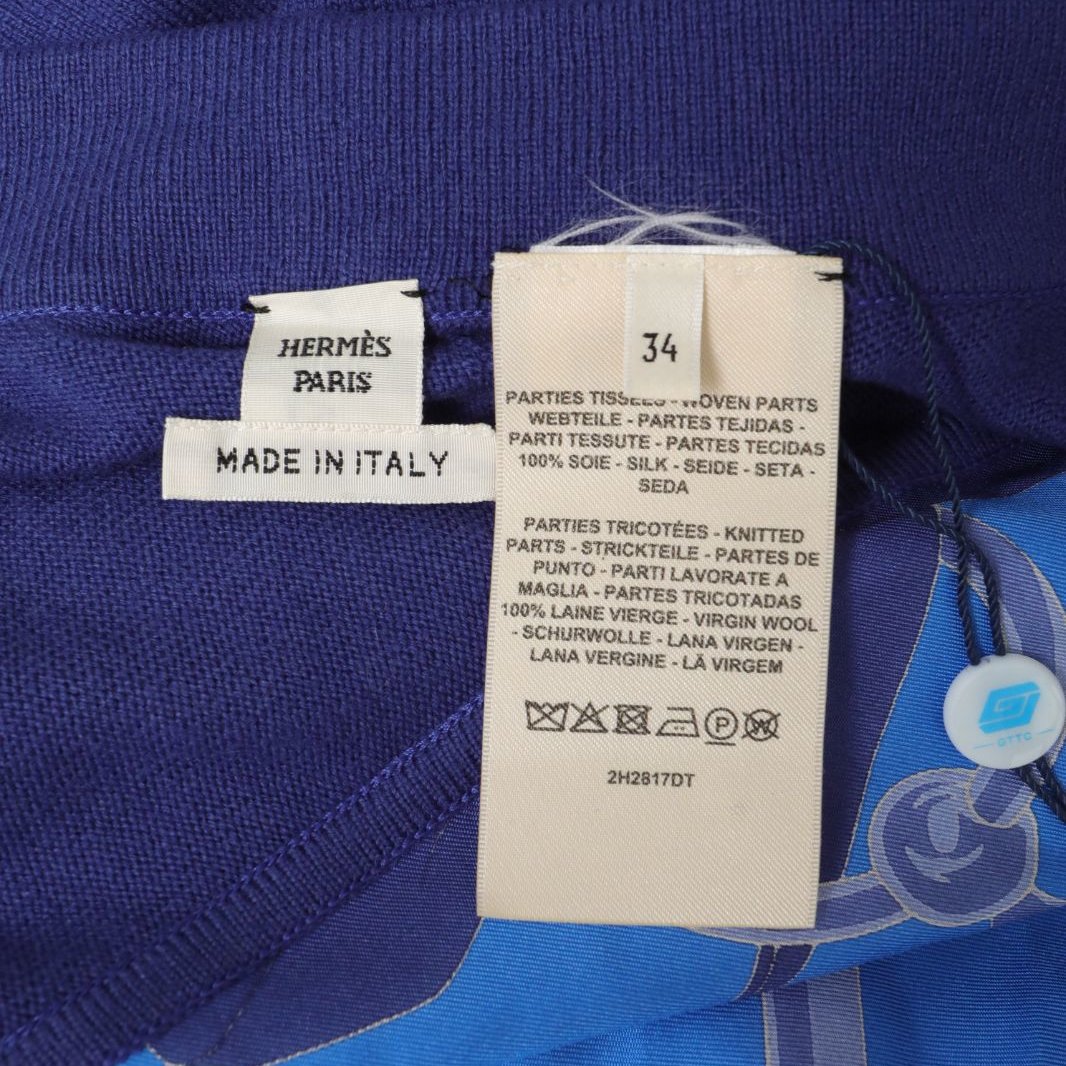 HERMÈS
PARIS
MADE IN ITALY
34
PARTIES TISSÉES - WOVEN PARTS
WEBTEILE - PARTES TEJIDAS -
PARTI TESSUTE - PARTES TECIDAS
100% SOIE - SILK - SEIDE - SETA -
SEDA
PARTIES TRICOTÉES - KNITTED
PARTS - STRICKTEILE - PARTES DE
PUNTO - PARTI LAVORATE A
MAGLIA - PARTES TRICOTADAS
100% LAINE VIERGE - VIRGIN WOOL
- SCHURWOLLE - LANA VIRGEN -
LANA VERGINE - LÃ VIRGEM
P
W
2H2817DT
GTTC